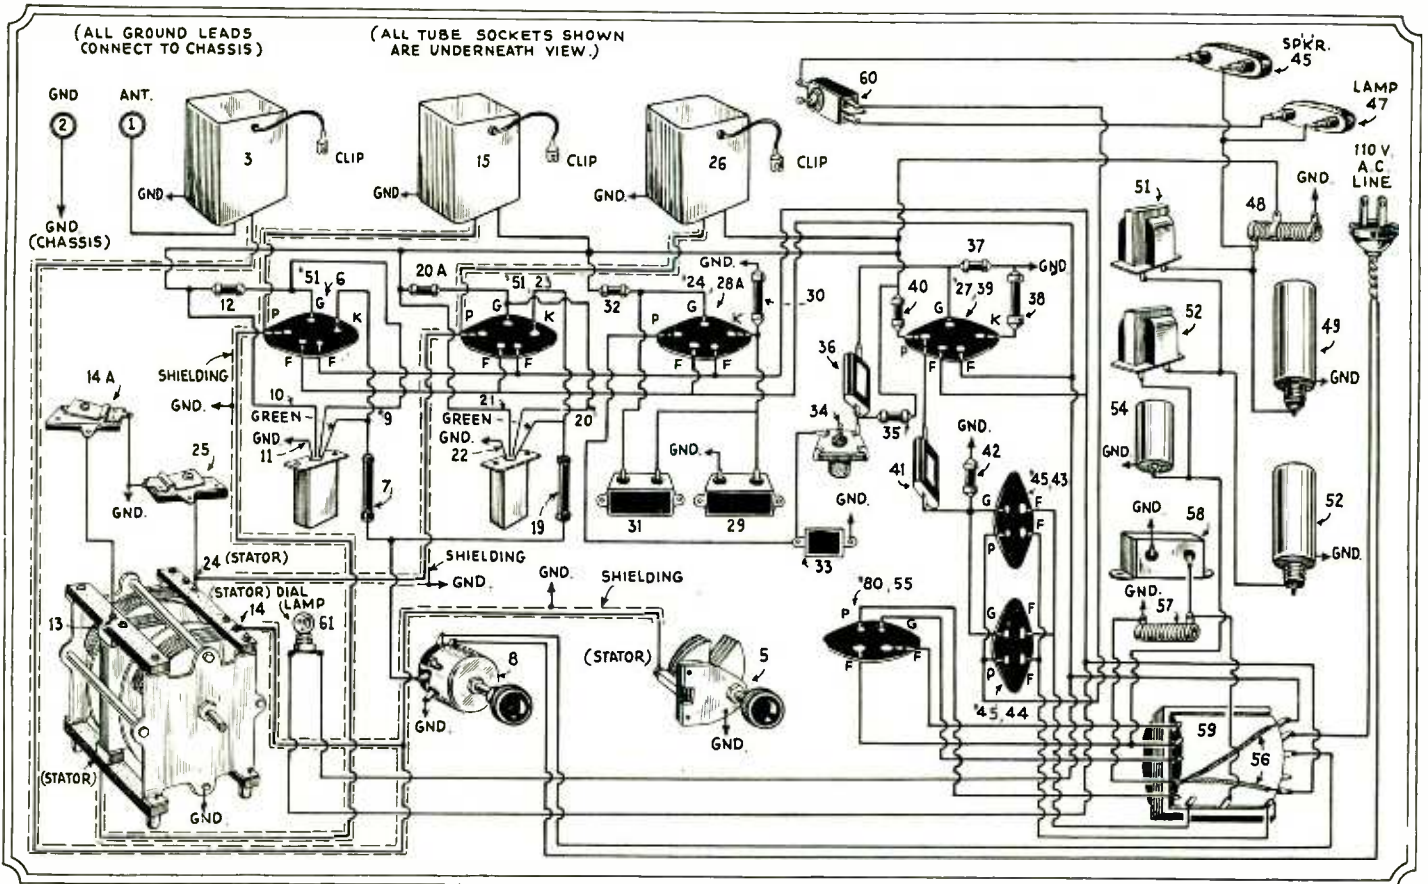 (ALL GROUND LEADS
CONNECT TO CHASSIS)
(ALL TUBE SOCKETS SHOWN
ARE UNDERNEATH VIEW.)
SP'K'R.
45
60
LAMP
47
GND
2
ANT.
1
3
CLIP
15
CLIP
26
CLIP
110 V.
A.C.
LINE
GND
GND
GND.
51
48
GND.
GND
(CHASSIS)
12
"51, 6
G
P
K
F
F
20 A
"51, 23
G
P
K
F
F
32
"24, 28A
G
P
K
F
F
GND.
30
37
GND
"27, 39
40
38
G
P
K
F
F
52
49
GND
SHIELDING
GND.
14 A
10
GREEN
9
GND.
11
21
GREEN
20
GND.
22
36
34
35
54
GND
25
GND.
7
19
31
GND.
29
GND.
42
41
"45, 43
G
F
P
F
GND.
33
GND.
58
52
GND.
24 (STATOR)
SHIELDING
GND.
GND.
SHIELDING
(STATOR)
14
DIAL
LAMP
61
13
8
GND.
(STATOR)
5
GND.
"80, 55
P
G
F
F
G
F
P
F
"45, 44
GND.
57
59
56
(STATOR)
GND